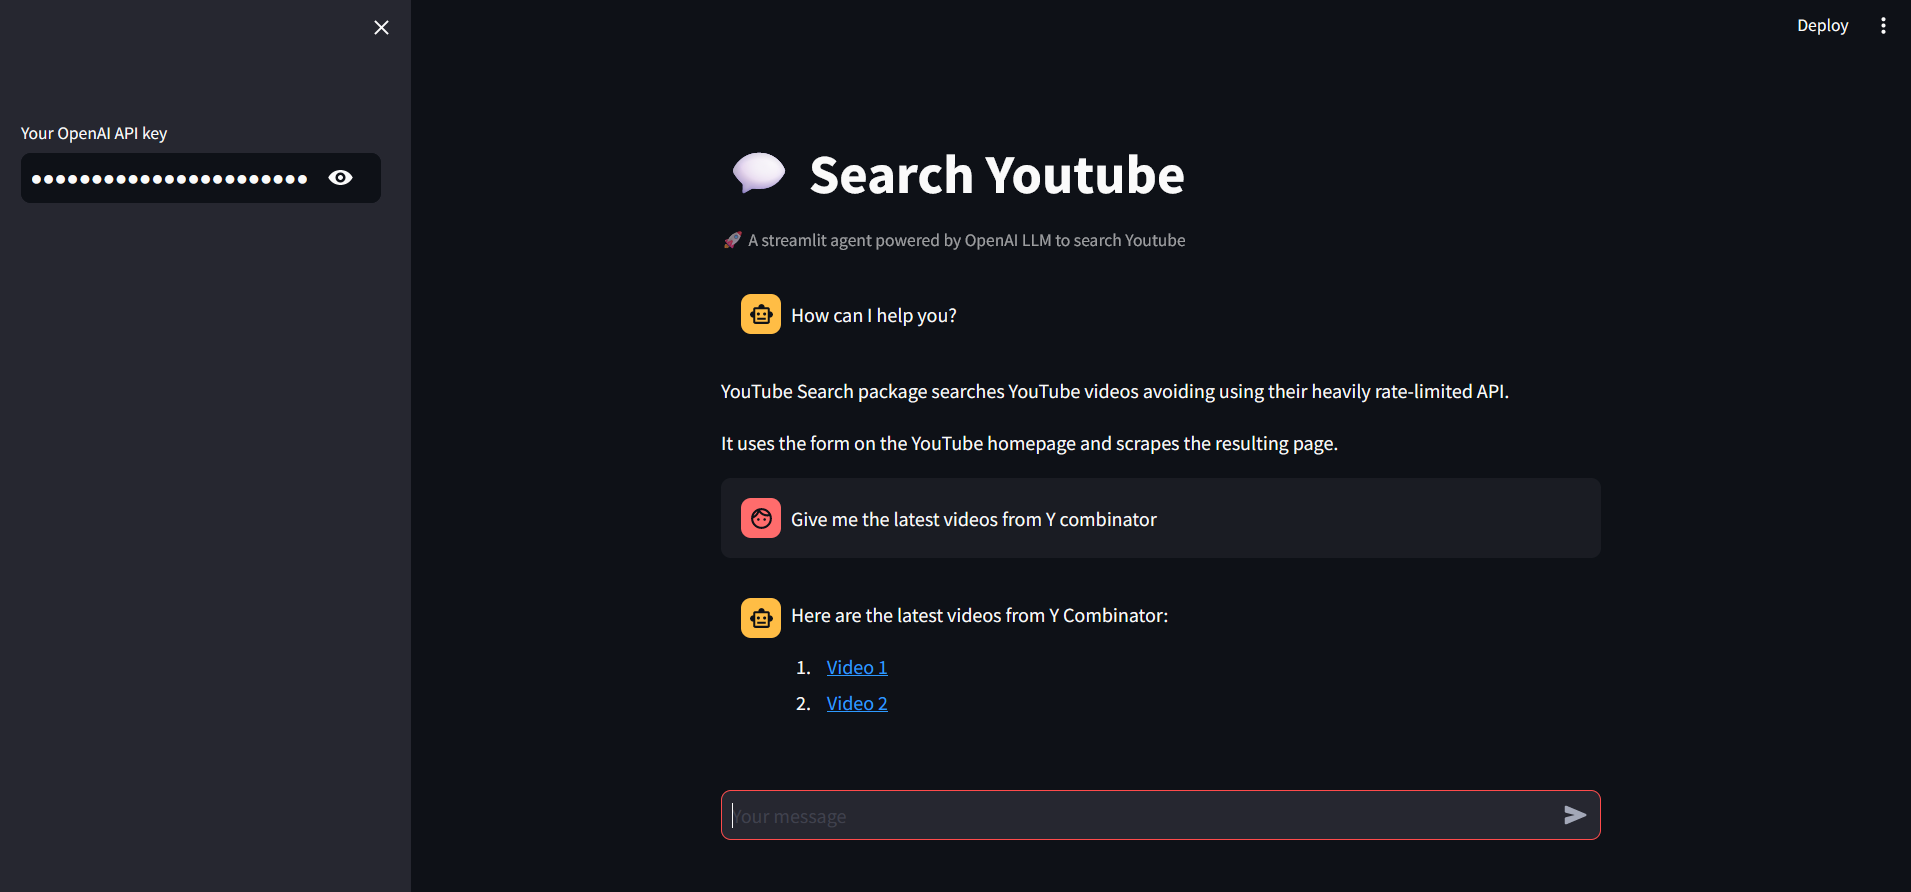 Deploy
Your OpenAI API key
Search Youtube
🚀 A streamlit agent powered by OpenAI LLM to search Youtube
How can I help you?
YouTube Search package searches YouTube videos avoiding using their heavily rate-limited API.
It uses the form on the YouTube homepage and scrapes the resulting page.
Give me the latest videos from Y combinator
Here are the latest videos from Y Combinator:
1. Video 1
2. Video 2
Your message